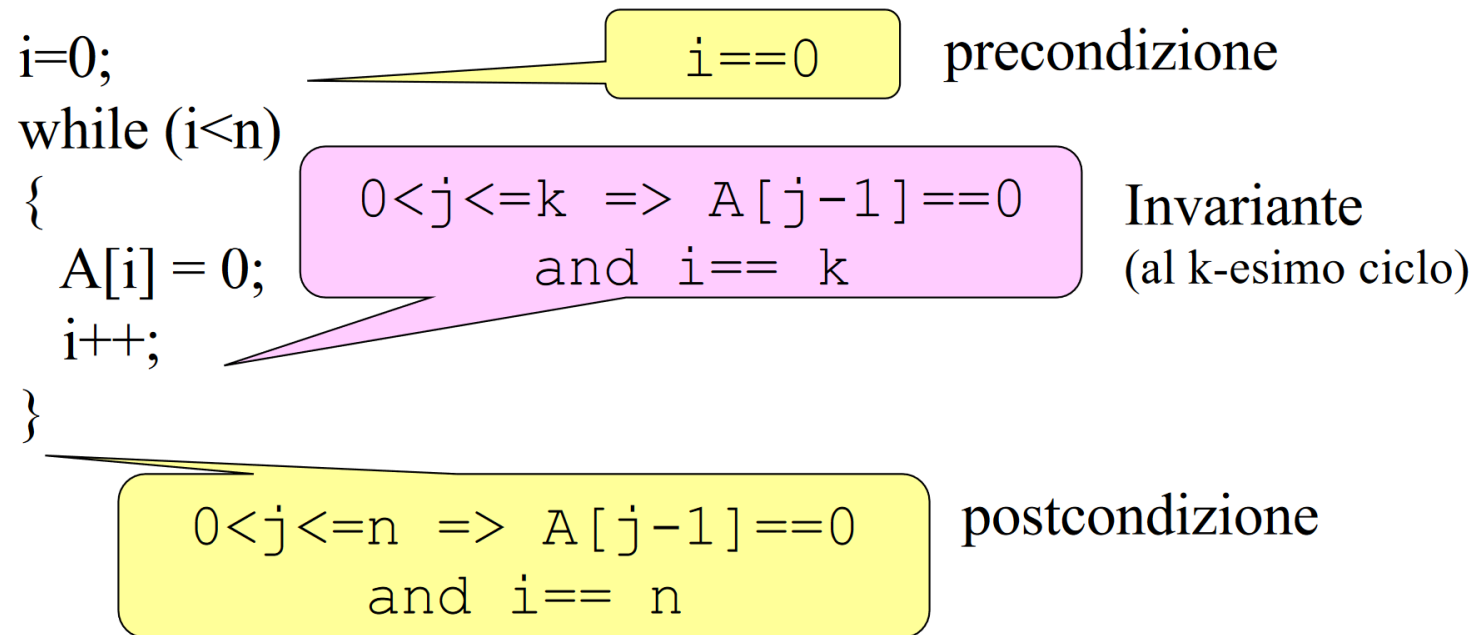 i=0;
i==0
precondizione
while (i<n)
{
0<j<=k => A[j-1]==0
and i== k
Invariante
(al k-esimo ciclo)
A[i] = 0;
i++;
}
0<j<=n => A[j-1]==0
and i== n
postcondizione